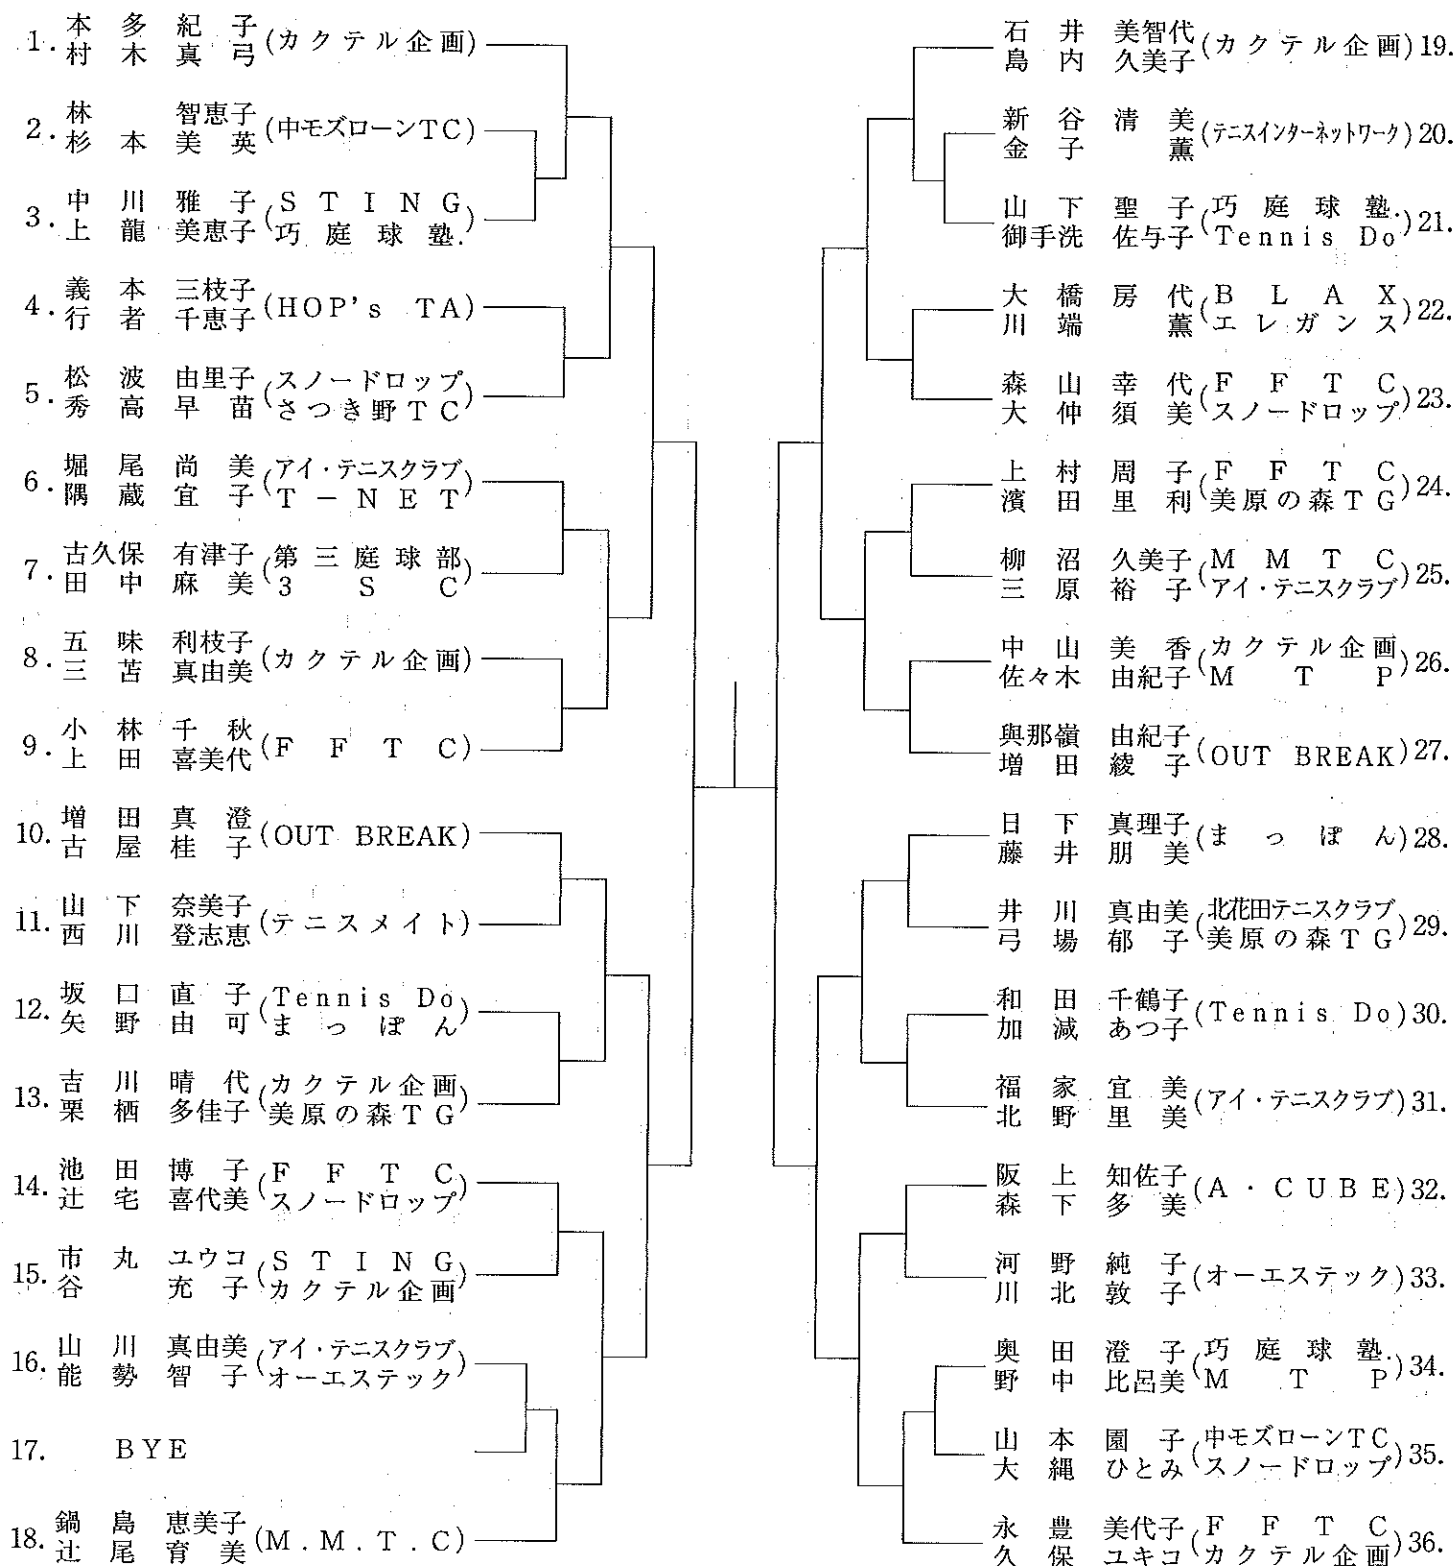 1. 本多紀子 (カクテル企画)
村木真弓
2. 林智恵子 (中モズローンTC)
杉本美英
3. 中川雅子 (STING
上龍美恵子 巧庭球塾.)
4. 義本三枝子 (HOP's TA)
行者千恵子
5. 松波由里子 (スノードロップ
秀高早苗 さつき野TC)
6. 堀尾尚美 (アイ・テニスクラブ
隅蔵宜子 T-NET)
7. 古久保有津子 (第三庭球部
田中麻美 3SC)
8. 五味利枝子 (カクテル企画)
三苫真由美
9. 小林千秋 (FFTC)
上田喜美代
10. 増田真澄 (OUT BREAK)
古屋桂子
11. 山下奈美子 (テニスメイト)
西川登志恵
12. 坂口直子 (Tennis Do
矢野由可 まっぽん)
13. 吉川晴代 (カクテル企画
栗栖多佳子 美原の森TG)
14. 池田博子 (FFTC
辻宅喜代美 スノードロップ)
15. 市丸ユウコ (STING
谷充子 カクテル企画)
16. 山川真由美 (アイ・テニスクラブ
能勢智子 オーエステック)
17. BYE
18. 鍋島恵美子 (M.M.T.C)
辻尾育美
石井美智代 (カクテル企画) 19.
島内久美子
新谷清美 (テニスインターネットワーク) 20.
金子薫
山下聖子 (巧庭球塾.
御手洗佐与子 Tennis Do) 21.
大橋房代 (BLAX
川端薫 エレガンス) 22.
森山幸代 (FFTC
大仲須美 スノードロップ) 23.
上村周子 (FFTC
濱田里利 美原の森TG) 24.
柳沼久美子 (MMTC
三原裕子 アイ・テニスクラブ) 25.
中山美香 (カクテル企画
佐々木由紀子 MTP) 26.
與那嶺由紀子 (OUT BREAK) 27.
増田綾子
日下真理子 (まっぽん) 28.
藤井朋美
井川真由美 (北花田テニスクラブ
弓場郁子 美原の森TG) 29.
和田千鶴子 (Tennis Do) 30.
加減あつ子
福家宜美 (アイ・テニスクラブ) 31.
北野里美
阪上知佐子 (A・CUBE) 32.
森下多美
河野純子 (オーエステック) 33.
川北敦子
奥田澄子 (巧庭球塾.
野中比呂美 MTP) 34.
山本園子 (中モズローンTC
大縄ひとみ スノードロップ) 35.
永豊美代子 (FFTC
久保ユキコ カクテル企画) 36.